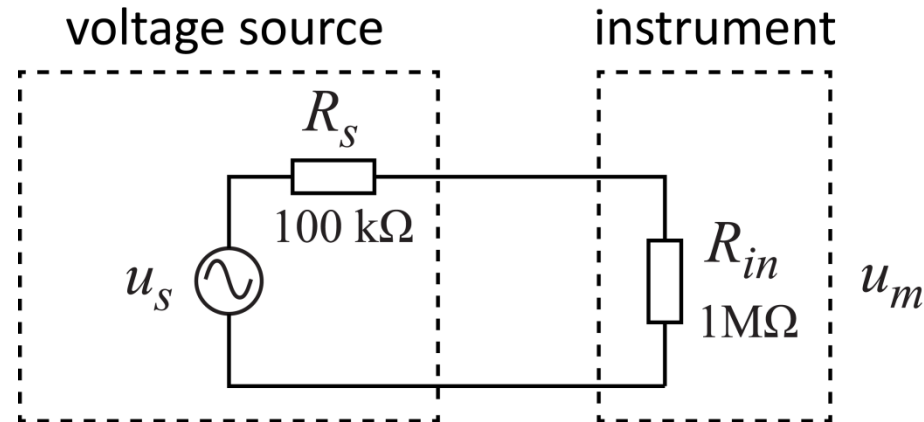 voltage source
instrument
R_s
100 kΩ
u_s
R_in
1MΩ
u_m